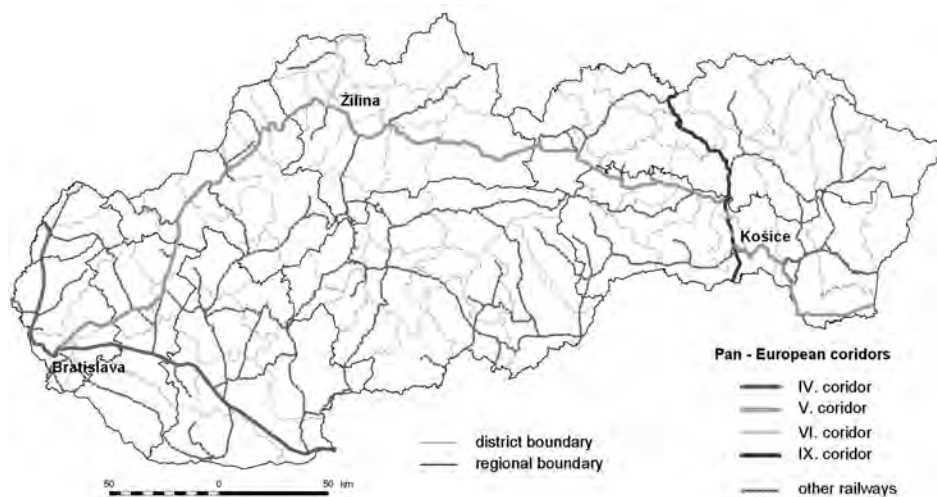 Žilina
Košice
Bratislava
Pan - European coridors
IV. coridor
V. coridor
VI. coridor
IX. coridor
other railways
district boundary
regional boundary
50 0 50 km